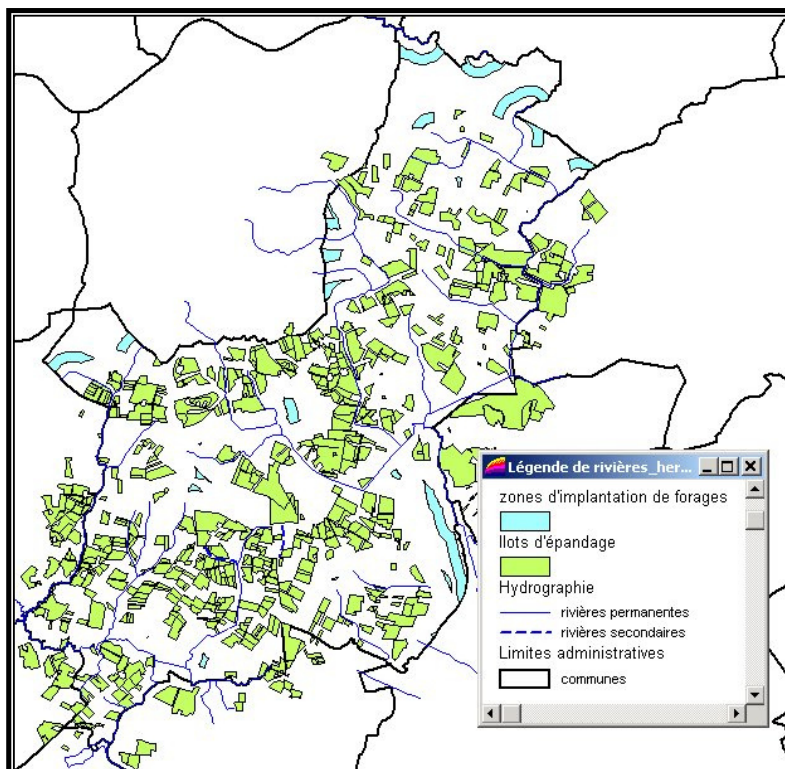 Légende de rivières_her...
zones d'implantation de forages
Ilots d'épandage
Hydrographie
rivières permanentes
rivières secondaires
Limites administratives
communes